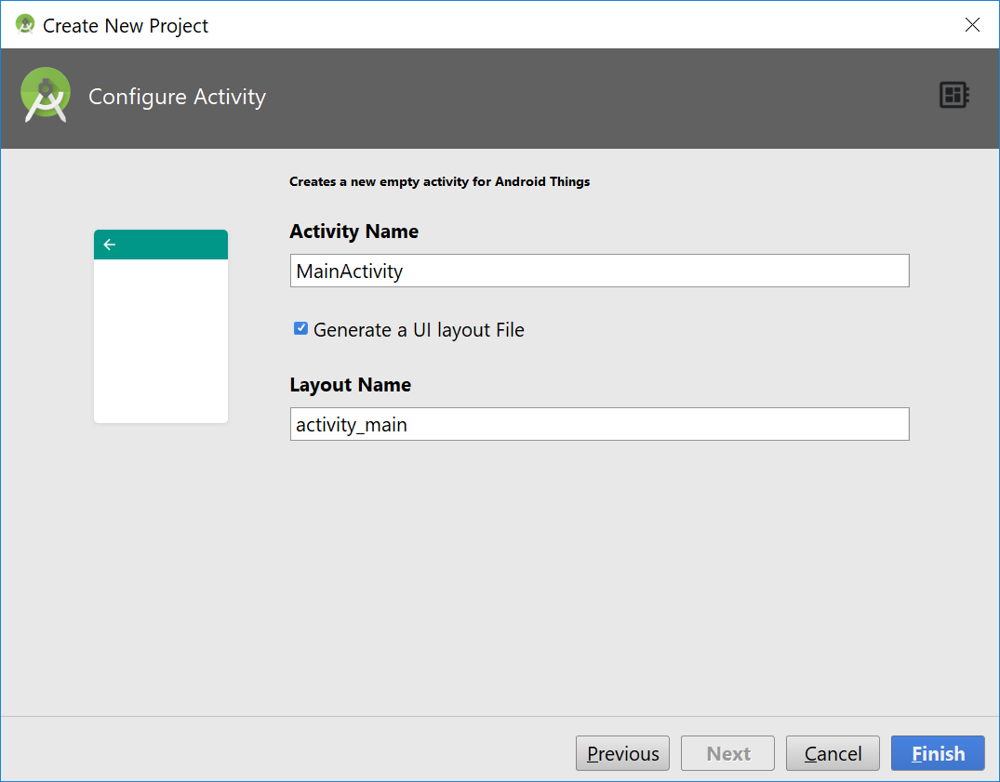 Create New Project
Configure Activity
Creates a new empty activity for Android Things
Activity Name
MainActivity
Generate a UI layout File
Layout Name
activity_main
Previous Next Cancel Finish